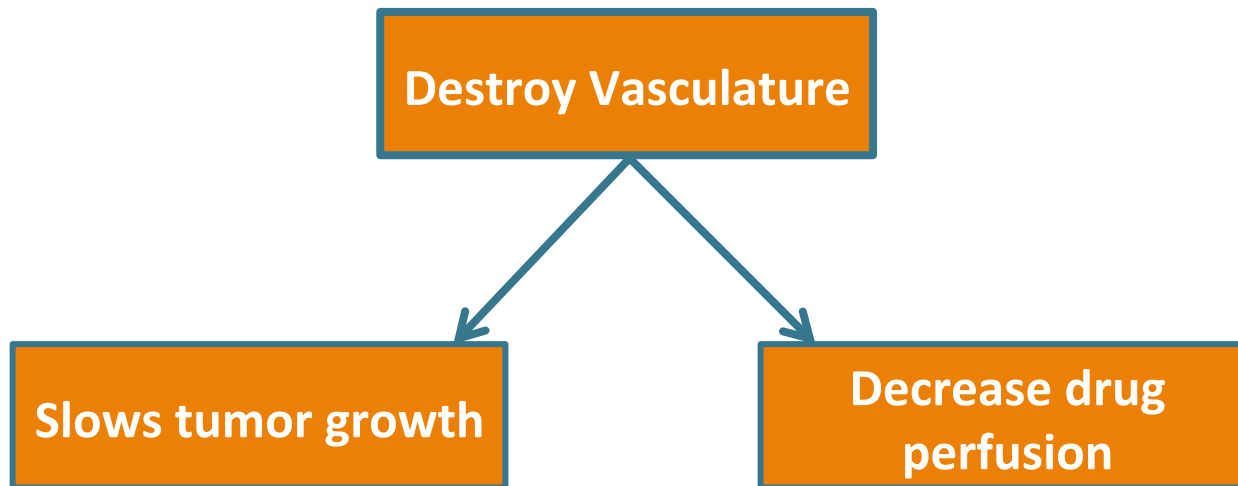 Destroy Vasculature
Slows tumor growth
Decrease drug
perfusion